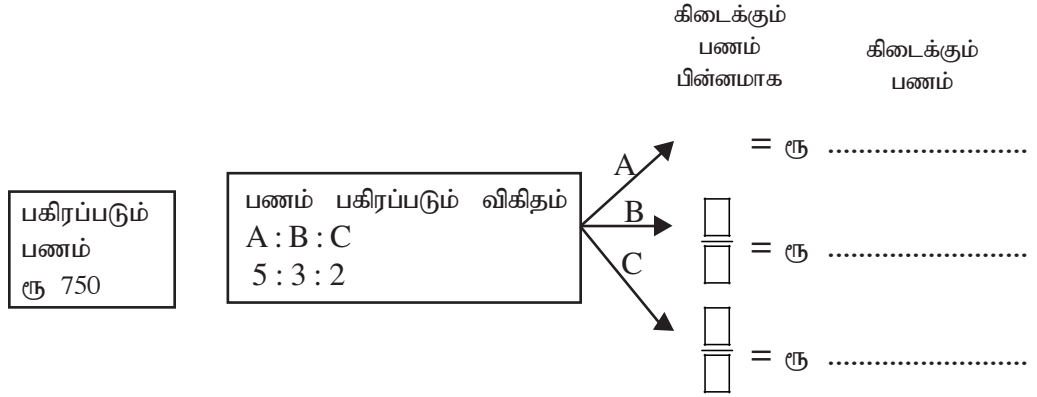 கிடைக்கும்
பணம்
பின்னமாக
கிடைக்கும்
பணம்
பகிரப்படும்
பணம்
ரூ 750
பணம் பகிரப்படும் விகிதம்
A : B : C
5 : 3 : 2
A
B
C
= ரூ ..........................
= ரூ ..........................
= ரூ ..........................